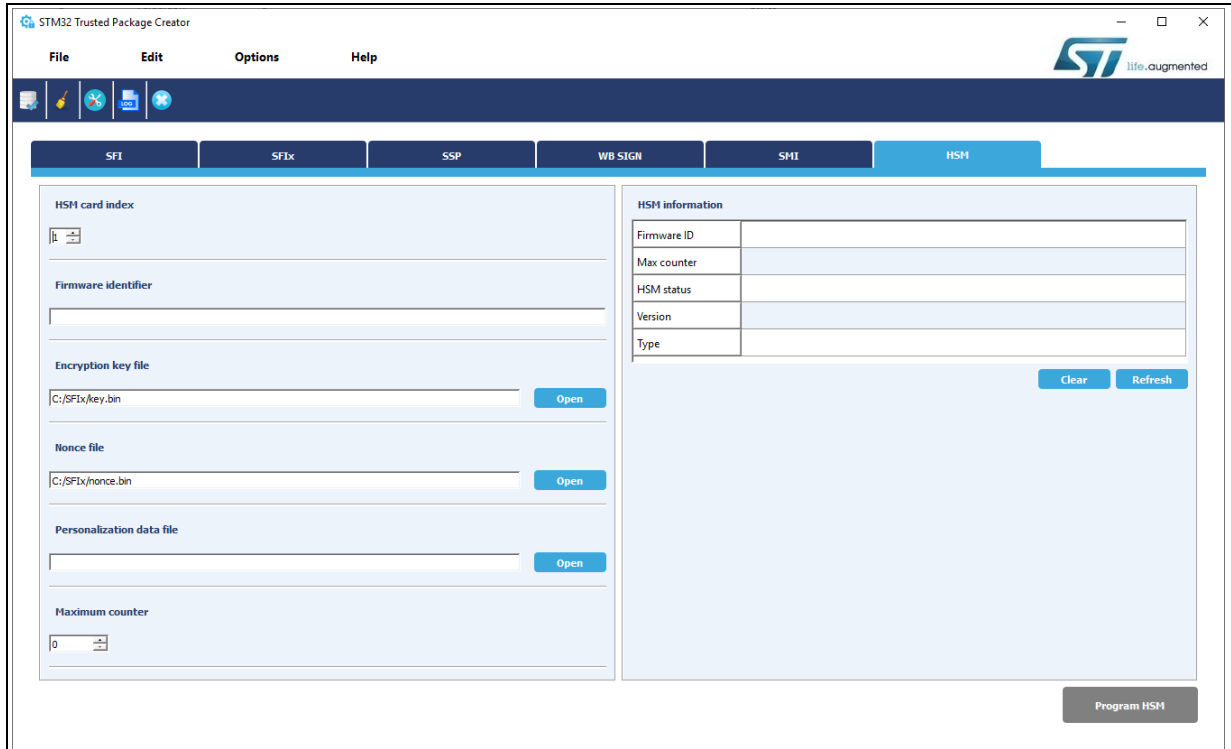 STM32 Trusted Package Creator
File Edit Options Help
ST life.augmented
LOG
SFI SFIx SSP WB SIGN SMI HSM
HSM card index
1
Firmware identifier
Encryption key file
C:/SFIx/key.bin Open
Nonce file
C:/SFIx/nonce.bin Open
Personalization data file
Open
Maximum counter
0
HSM information
Firmware ID
Max counter
HSM status
Version
Type
Clear Refresh
Program HSM